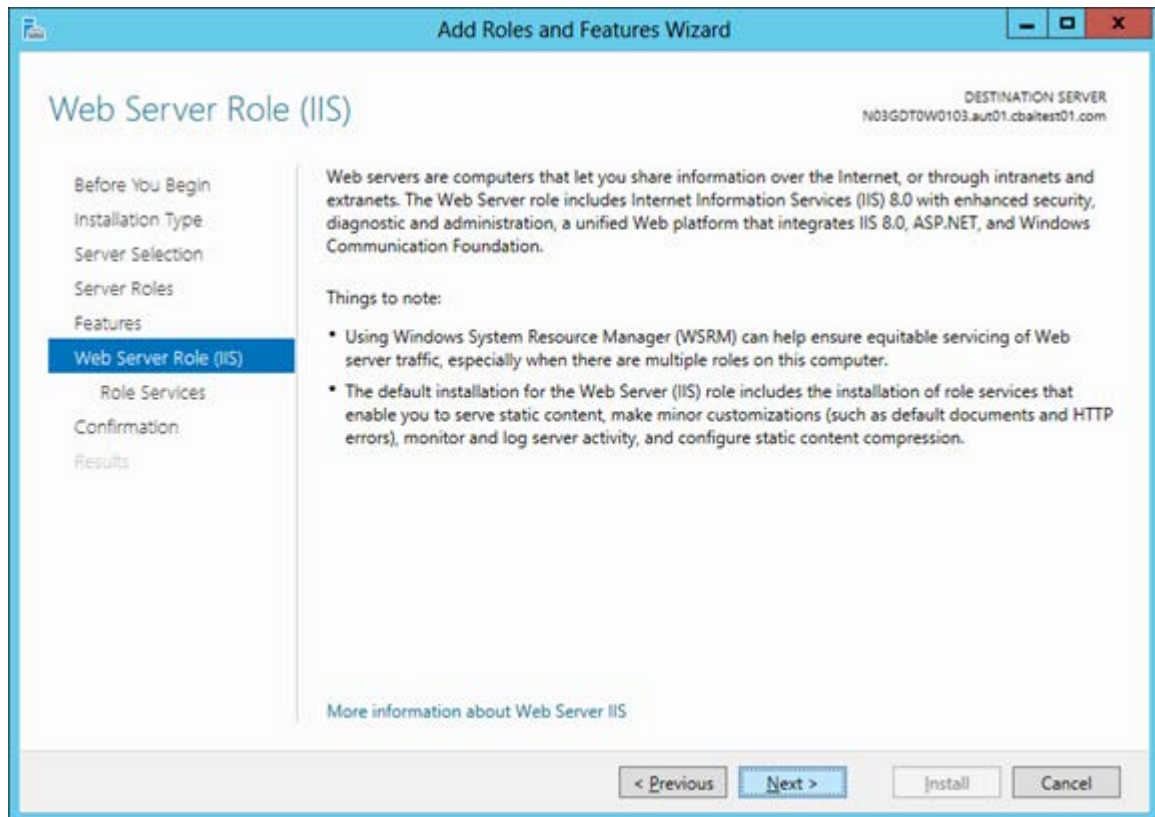 Add Roles and Features Wizard
Web Server Role (IIS)
DESTINATION SERVER
N03GDT0W0103.aut01.cbaitest01.com
Before You Begin
Installation Type
Server Selection
Server Roles
Features
Web Server Role (IIS)
Role Services
Confirmation
Results
Web servers are computers that let you share information over the Internet, or through intranets and
extranets. The Web Server role includes Internet Information Services (IIS) 8.0 with enhanced security,
diagnostic and administration, a unified Web platform that integrates IIS 8.0, ASP.NET, and Windows
Communication Foundation.
Things to note:
• Using Windows System Resource Manager (WSRM) can help ensure equitable servicing of Web
server traffic, especially when there are multiple roles on this computer.
• The default installation for the Web Server (IIS) role includes the installation of role services that
enable you to serve static content, make minor customizations (such as default documents and HTTP
errors), monitor and log server activity, and configure static content compression.
More information about Web Server IIS
< Previous Next > Install Cancel